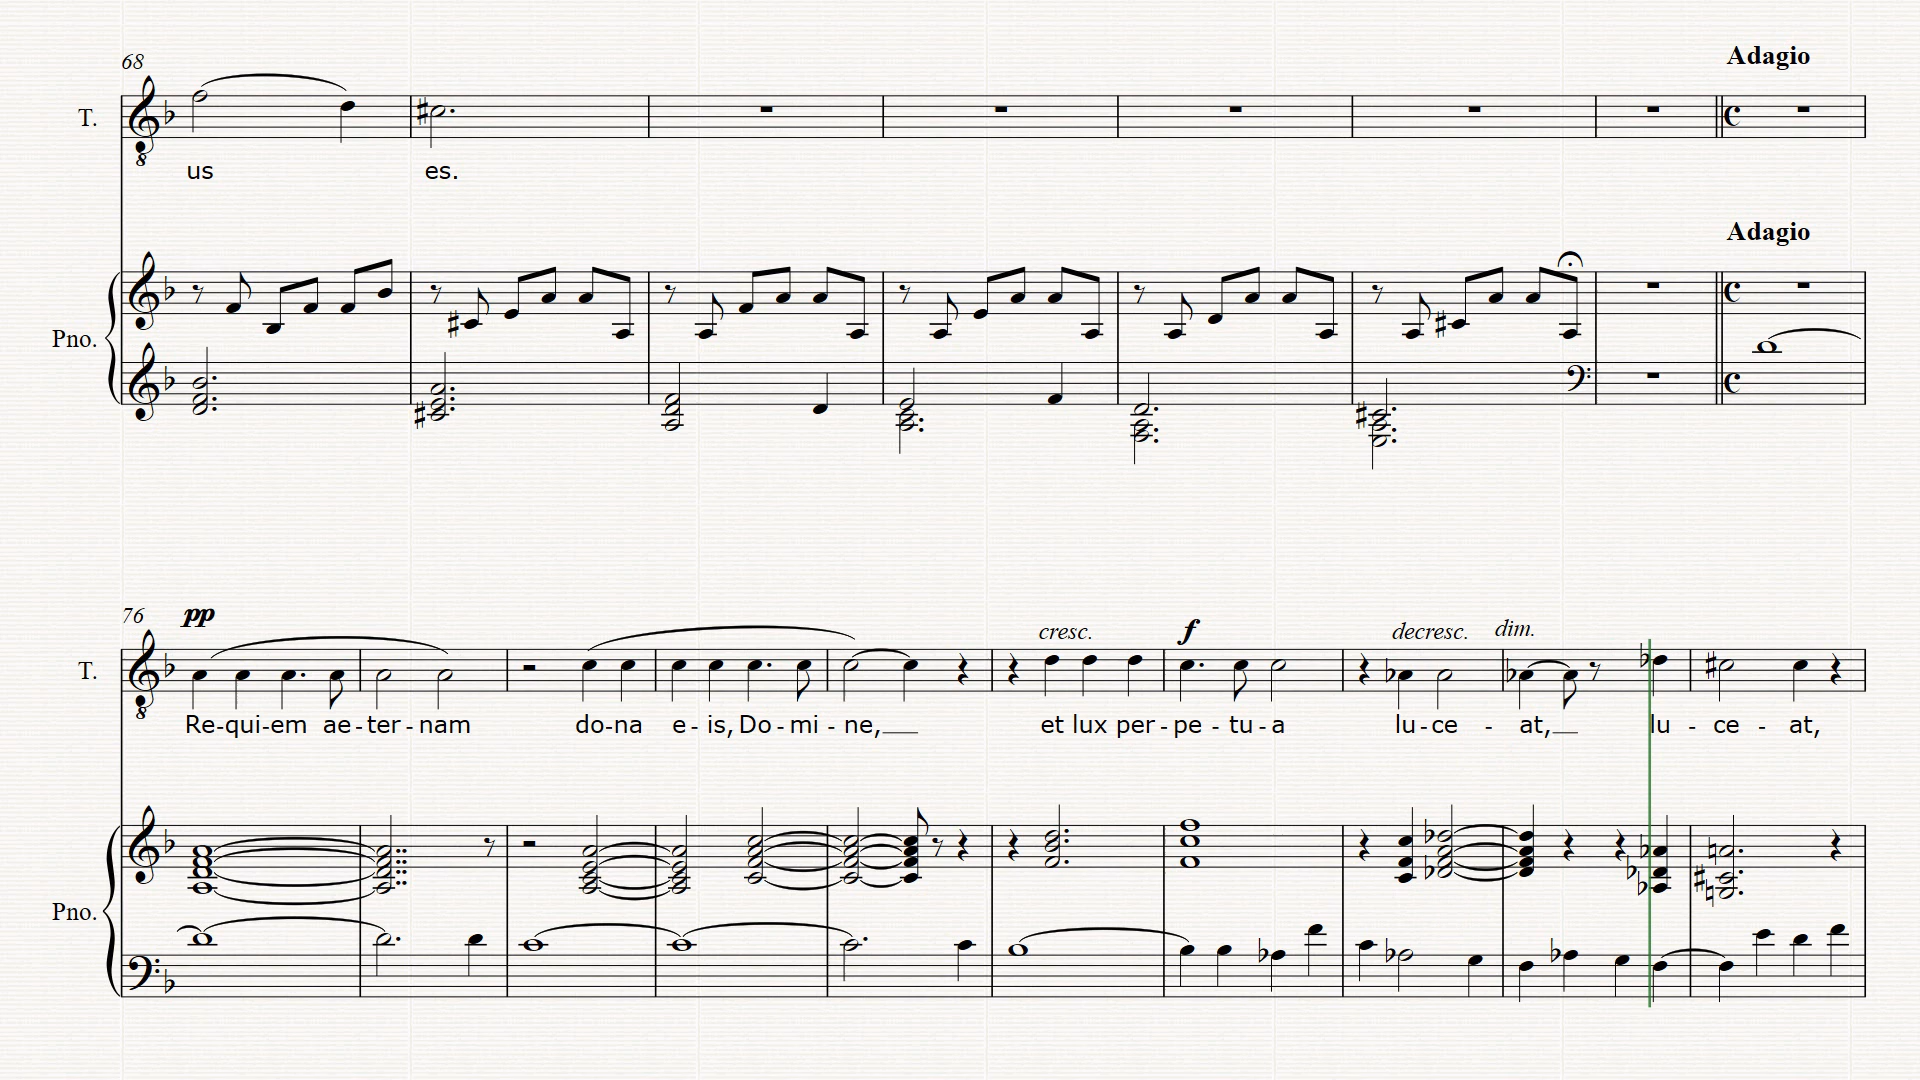 68
Adagio
T.
us es.
Adagio
Pno.
76 pp
cresc. f decresc. dim.
T.
Re-qui-em ae-ter-nam do-na e-is, Do-mi-ne, et lux per-pe-tu-a lu-ce-at, lu-ce-at,
Pno.